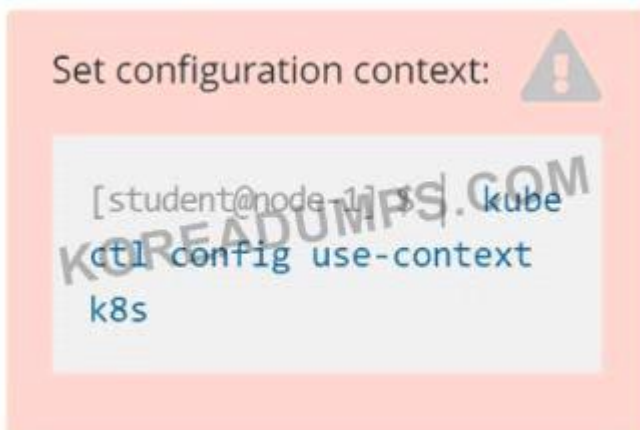 Set configuration context:
[student@node-1] $ | kube
ctl config use-context
k8s
KOREADUMPS.COM